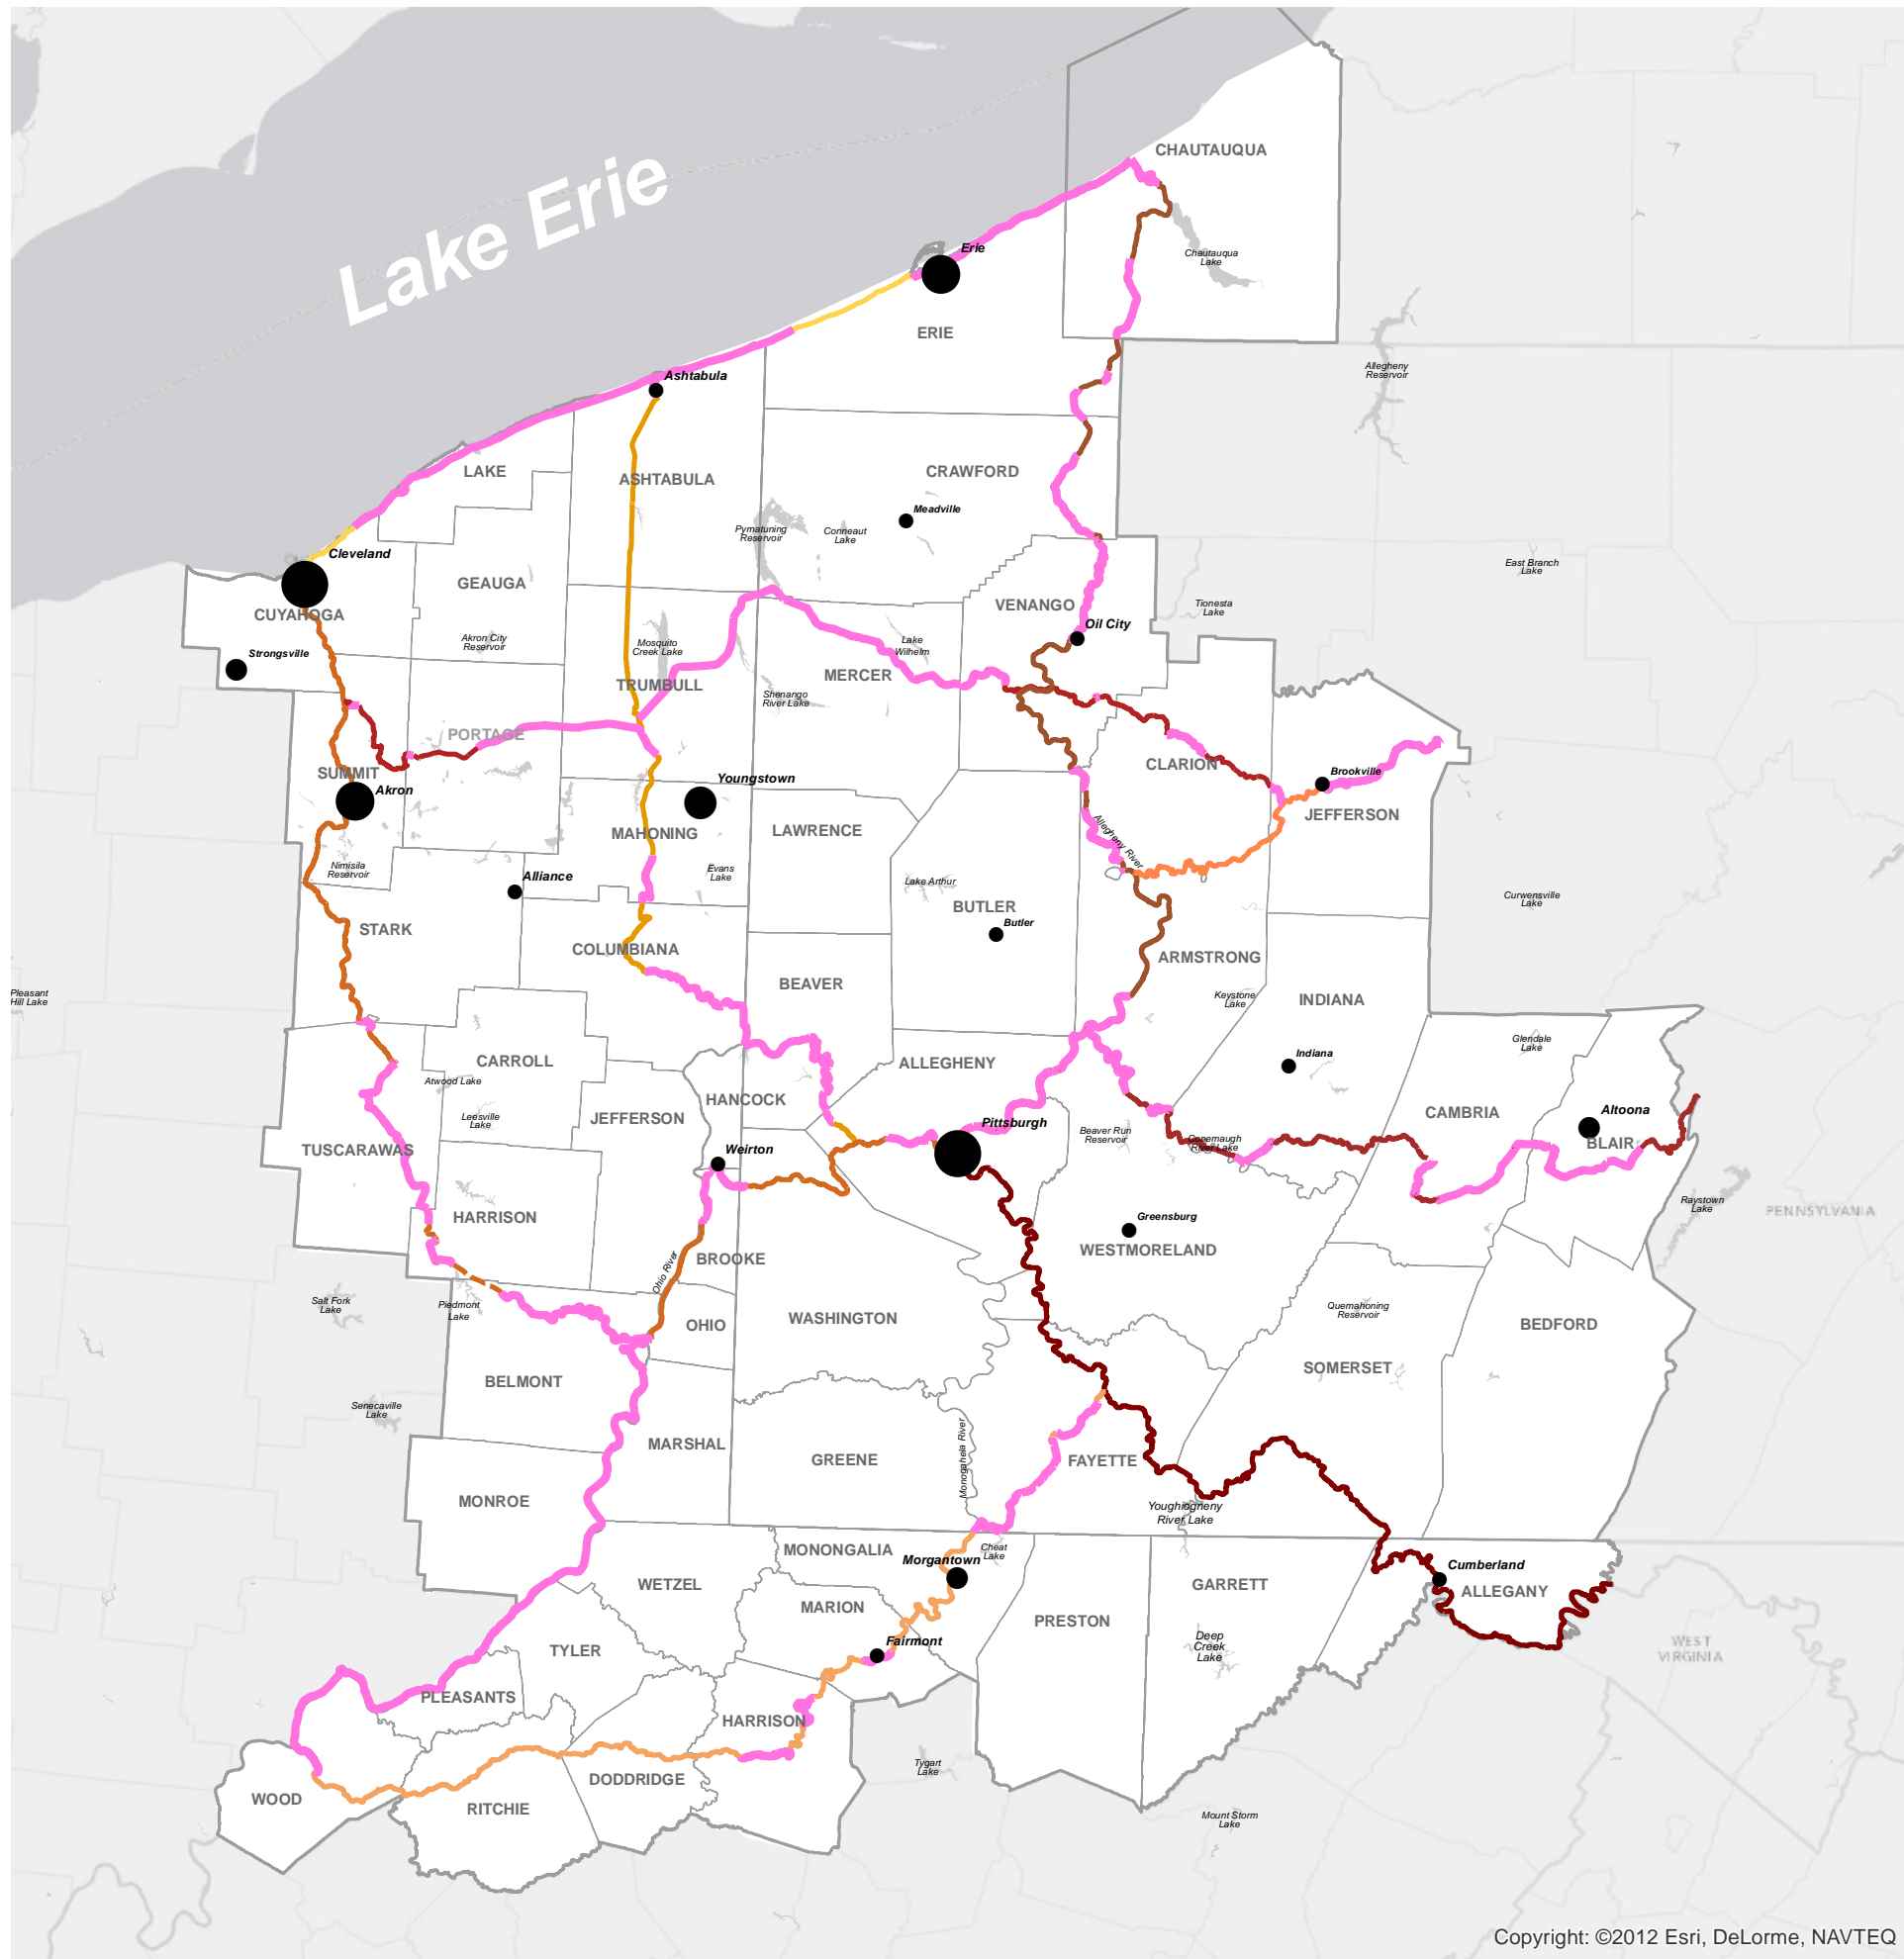 CHAUTAUQUA
Lake Erie
Erie
Chautauqua
Lake
ERIE
Allegheny
Reservoir
Ashtabula
LAKE
ASHTABULA
CRAWFORD
Meadville
Pymatuning
Reservoir
Conneaut
Lake
Cleveland
GEAUGA
East Branch
Lake
CUYAHOGA
VENANGO
Tionesta
Lake
Oil City
Strongsville
Akron City
Reservoir
Mosquito
Creek Lake
Lake
Wilhelm
TRUMBULL
MERCER
Shenango
River Lake
PORTAGE
CLARION
Brookville
SUMMIT
Akron
Youngstown
JEFFERSON
MAHONING
LAWRENCE
Allegheny River
Nimisila
Reservoir
Alliance
Evans
Lake
Lake Arthur
BUTLER
Butler
Curwensville
Lake
STARK
COLUMBIANA
ARMSTRONG
BEAVER
Pleasant
Hill Lake
Keystone
Lake
INDIANA
CARROLL
ALLEGHENY
Indiana
Glendale
Lake
Atwood Lake
HANCOCK
Leesville
Lake
JEFFERSON
CAMBRIA
Altoona
Pittsburgh
Beaver Run
Reservoir
Conemaugh
River Lake
BLAIR
TUSCARAWAS
Weirton
Raystown
Lake
PENNSYLVANIA
HARRISON
Greensburg
WESTMORELAND
BROOKE
Ohio River
Salt Fork
Lake
Piedmont
Lake
OHIO
WASHINGTON
Quemahoning
Reservoir
BEDFORD
BELMONT
SOMERSET
Senecaville
Lake
MARSHAL
GREENE
Monogahela River
FAYETTE
MONROE
Youghiogheny
River Lake
MONONGALIA
Cheat
Lake
Morgantown
Cumberland
WETZEL
GARRETT
ALLEGANY
MARION
PRESTON
Fairmont
Deep
Creek
Lake
WEST
VIRGINIA
TYLER
PLEASANTS
HARRISON
Tygart
Lake
DODDRIDGE
WOOD
RITCHIE
Mount Storm
Lake
Copyright: ©2012 Esri, DeLorme, NAVTEQ